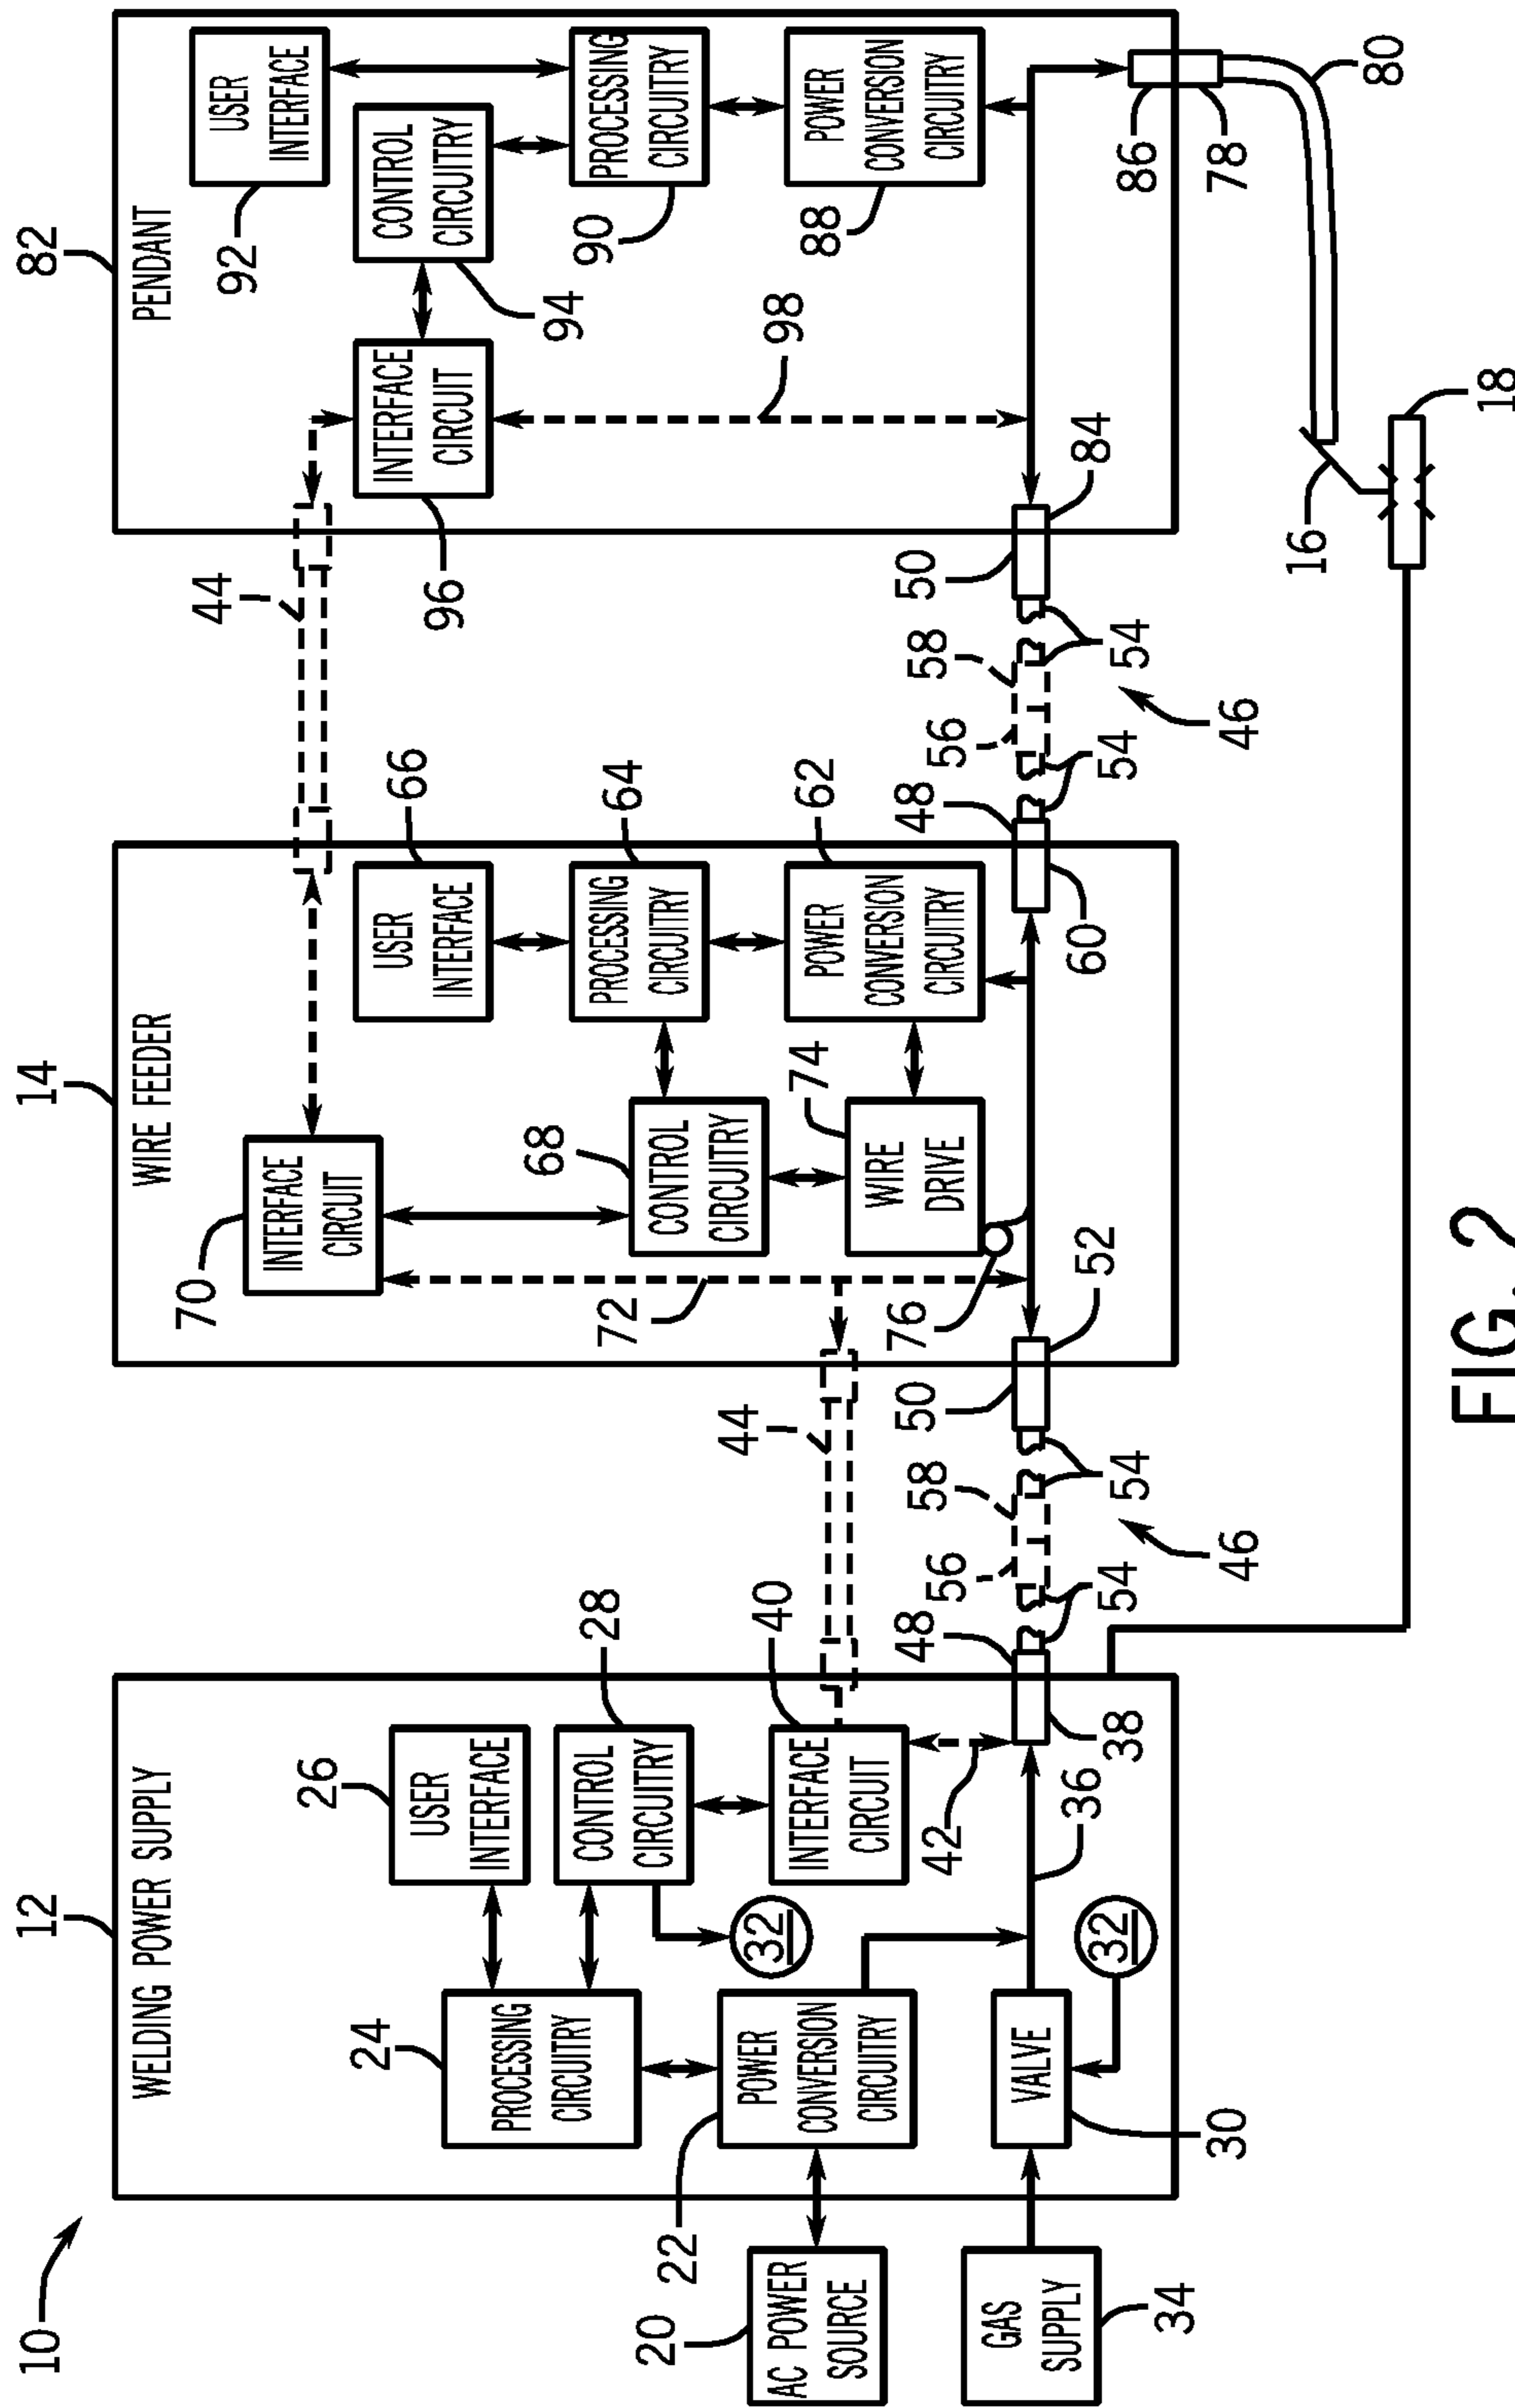 10
12
WELDING POWER SUPPLY
20
AC POWER
SOURCE
GAS
SUPPLY
34
24
PROCESSING
CIRCUITRY
22
POWER
CONVERSION
CIRCUITRY
VALVE
30
26
USER
INTERFACE
28
CONTROL
CIRCUITRY
32
32
40
INTERFACE
CIRCUIT
42
36
38
44
48
54
56
58
54
50
46
14
WIRE FEEDER
70
INTERFACE
CIRCUIT
72
68
CONTROL
CIRCUITRY
74
WIRE
DRIVE
76
52
66
USER
INTERFACE
64
PROCESSING
CIRCUITRY
62
POWER
CONVERSION
CIRCUITRY
60
44
48
54
56
58
54
50
46
82
PENDANT
96
INTERFACE
CIRCUIT
98
84
94
CONTROL
CIRCUITRY
92
USER
INTERFACE
90
PROCESSING
CIRCUITRY
88
POWER
CONVERSION
CIRCUITRY
86
78
80
16
18
FIG. 2